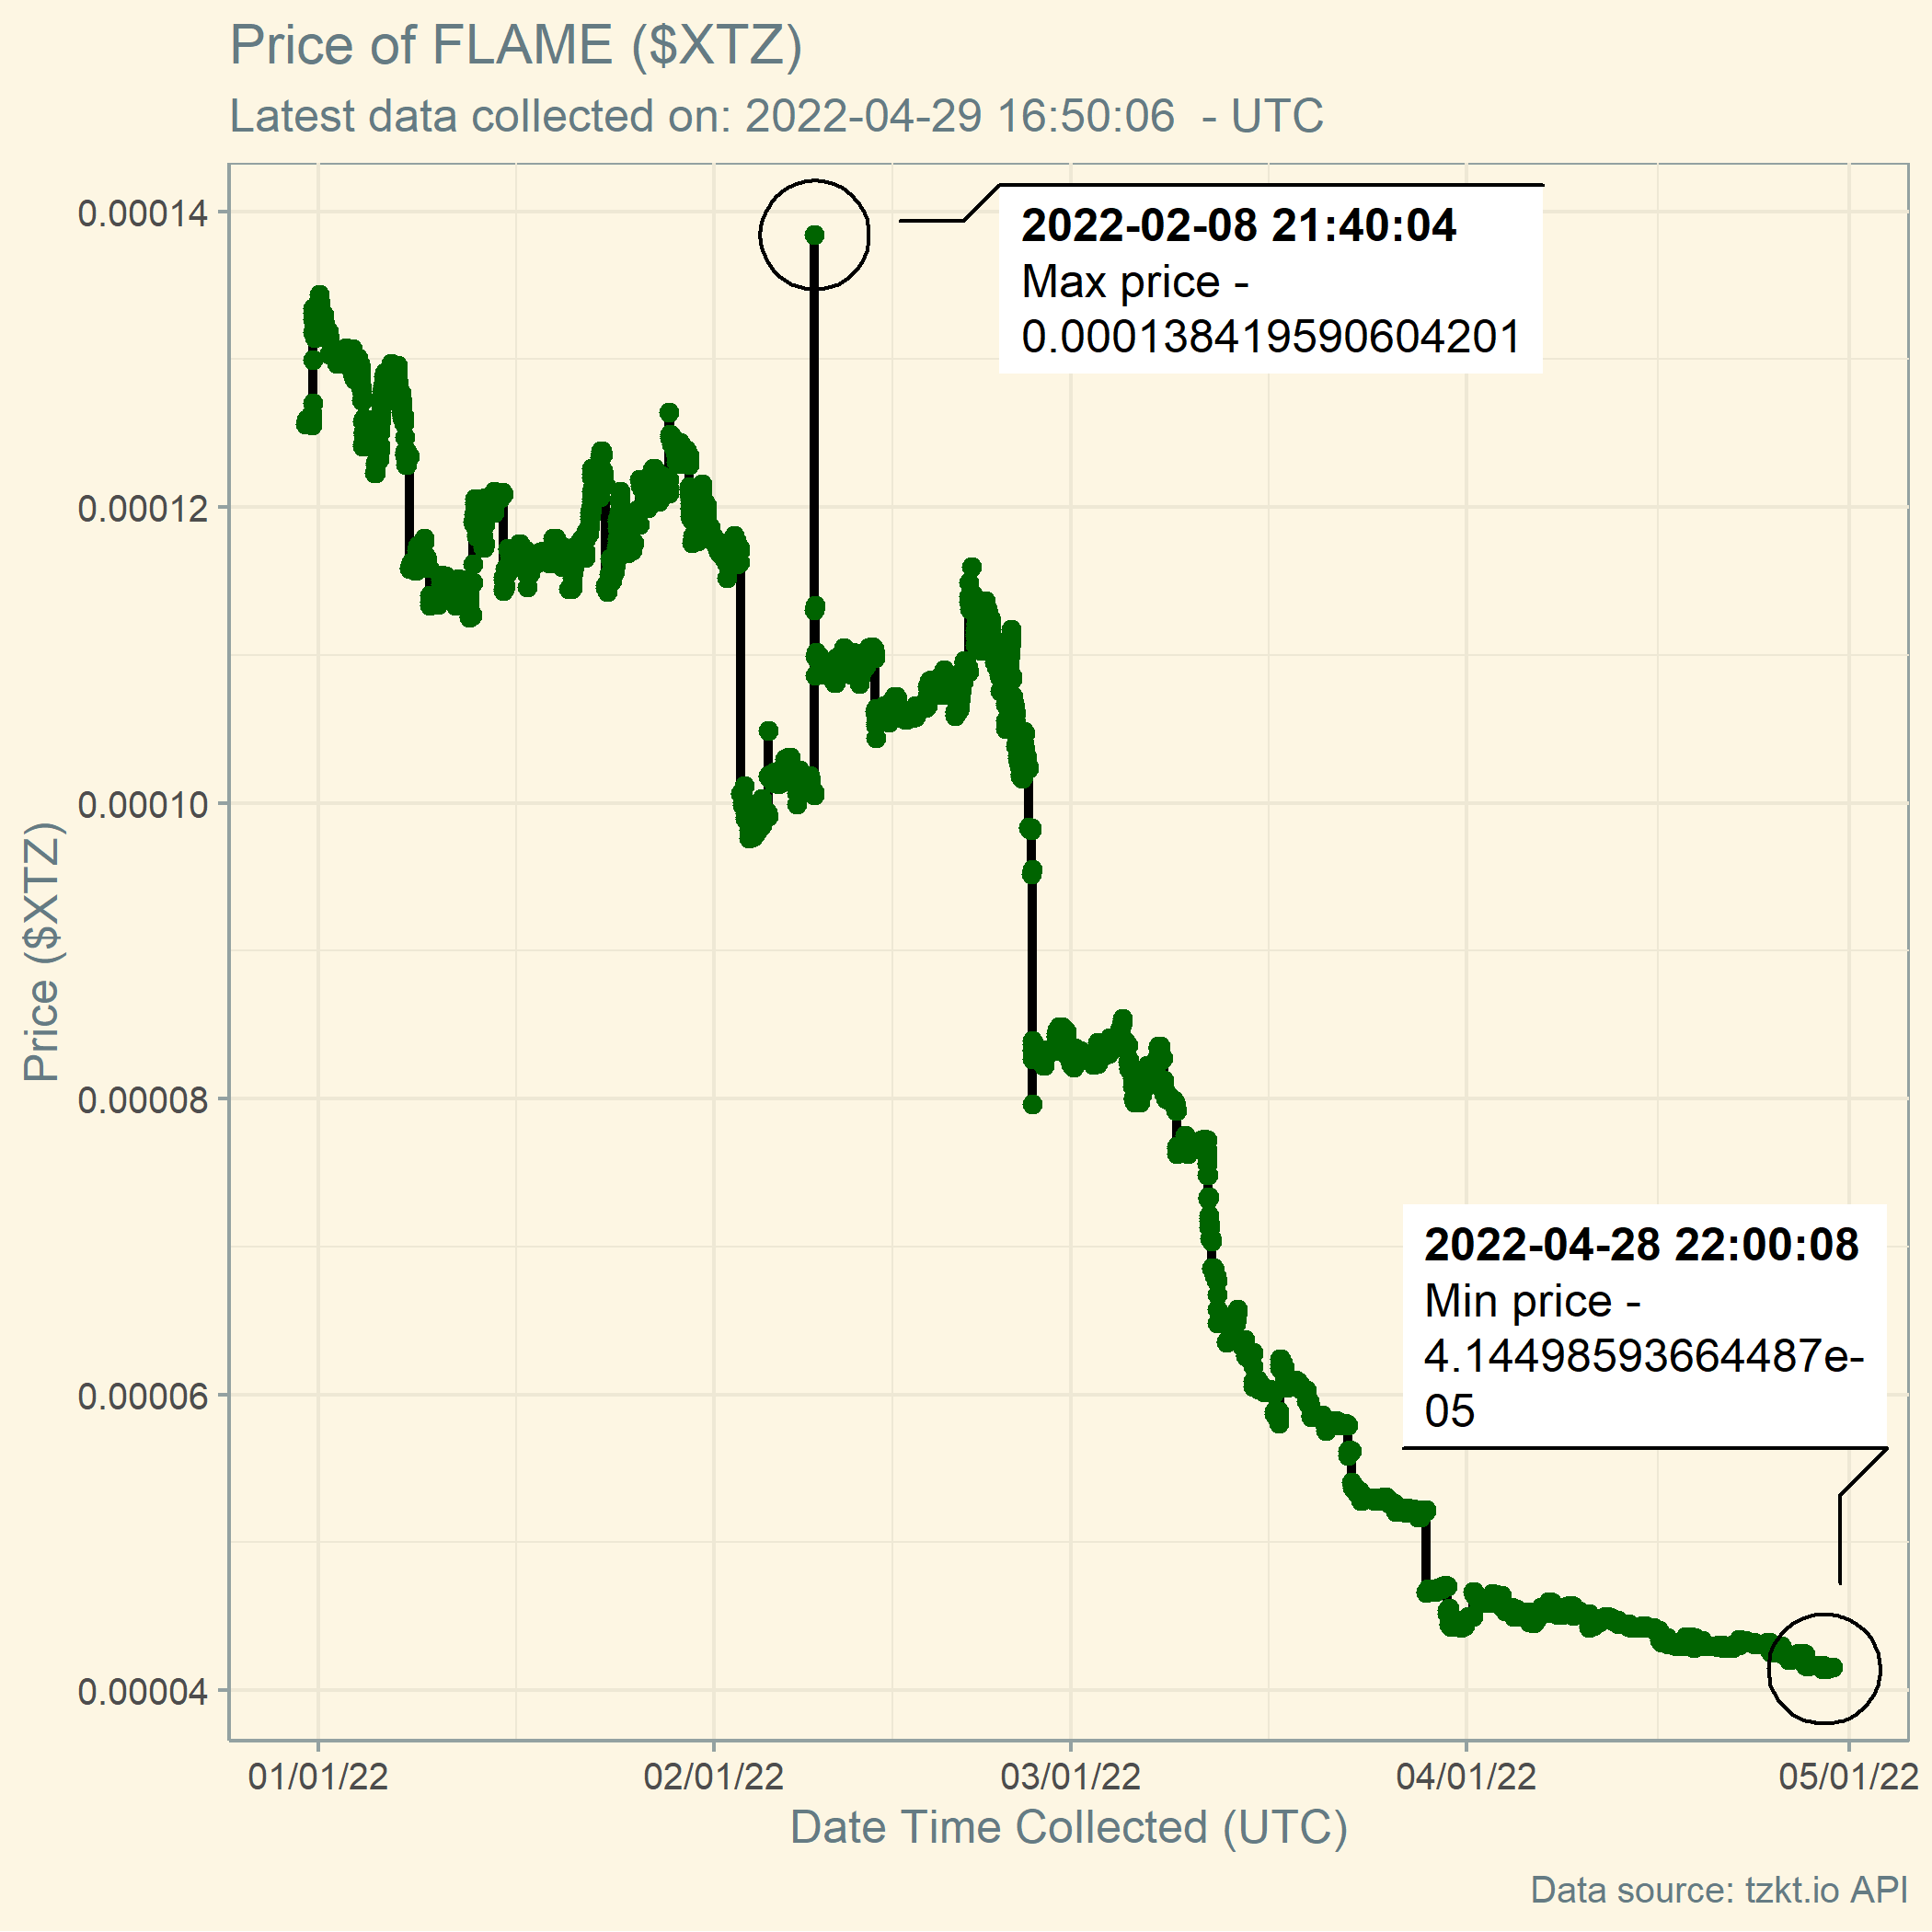 Price of FLAME ($XTZ)
Latest data collected on: 2022-04-29 16:50:06  - UTC
2022-02-08 21:40:04
Max price -
0.000138419590604201
2022-04-28 22:00:08
Min price -
4.14498593664487e-
05
Price ($XTZ)
0.00014
0.00012
0.00010
0.00008
0.00006
0.00004
01/01/22 02/01/22 03/01/22 04/01/22 05/01/22
Date Time Collected (UTC)
Data source: tzkt.io API